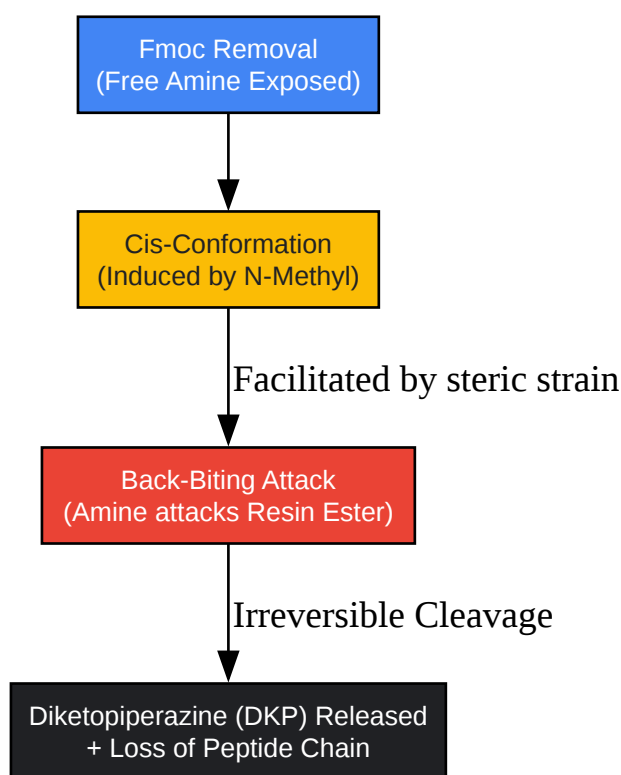 Fmoc Removal
(Free Amine Exposed)
Cis-Conformation
(Induced by N-Methyl)
Facilitated by steric strain
Back-Biting Attack
(Amine attacks Resin Ester)
Irreversible Cleavage
Diketopiperazine (DKP) Released
+ Loss of Peptide Chain